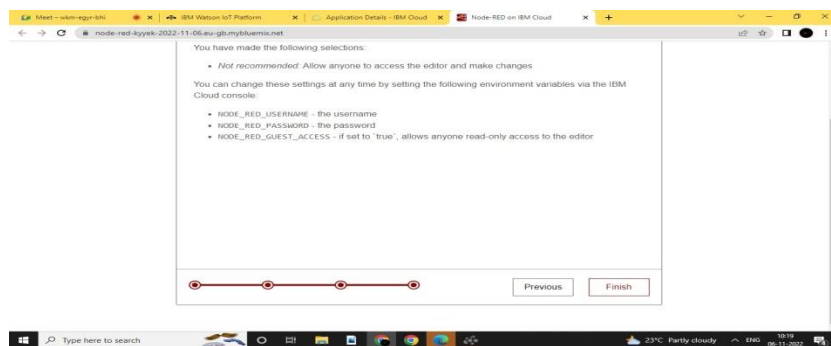 Meet – wkm-egyr-bhi
IBM Watson IoT Platform
Application Details - IBM Cloud
Node-RED on IBM Cloud
node-red-kyyek-2022-11-06.eu-gb.mybluemix.net
You have made the following selections:
Not recommended: Allow anyone to access the editor and make changes
You can change these settings at any time by setting the following environment variables via the IBM
Cloud console:
NODE_RED_USERNAME - the username
NODE_RED_PASSWORD - the password
NODE_RED_GUEST_ACCESS - if set to `true`, allows anyone read-only access to the editor
Previous
Finish
Type here to search
23°C Partly cloudy
ENG
10:19
06-11-2022